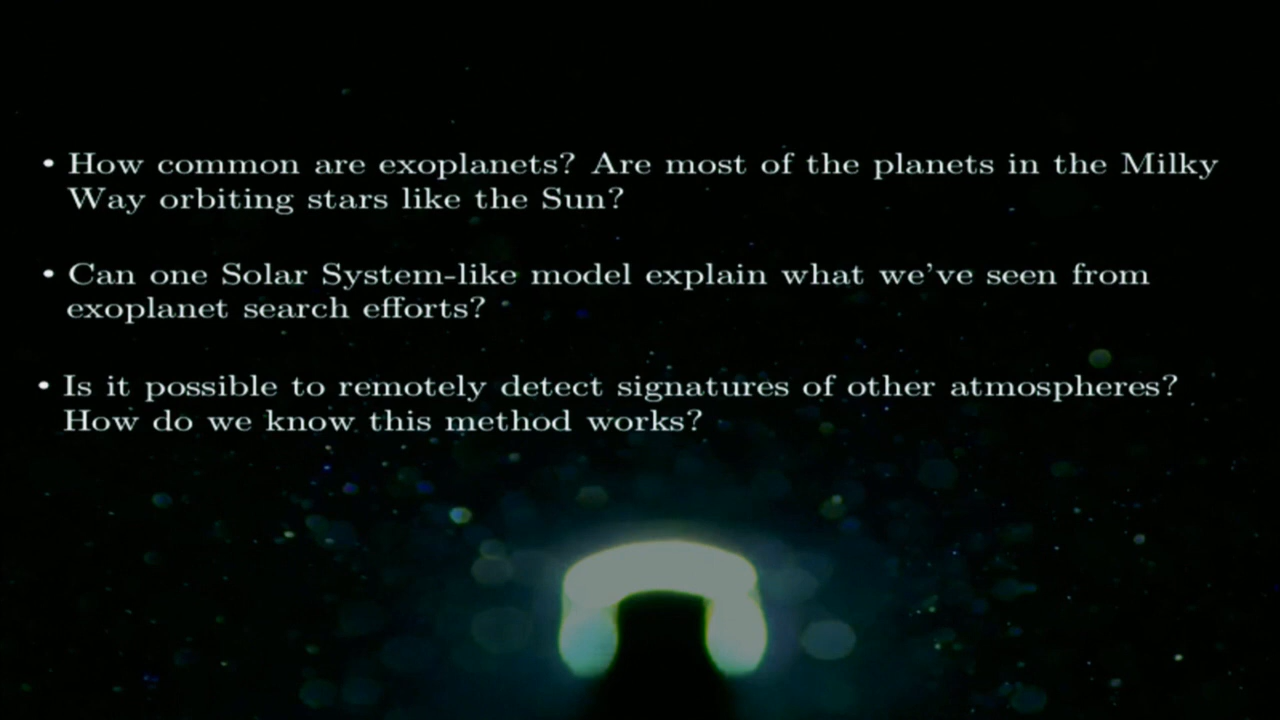 • How common are exoplanets? Are most of the planets in the Milky
Way orbiting stars like the Sun?
• Can one Solar System-like model explain what we've seen from
exoplanet search efforts?
• Is it possible to remotely detect signatures of other atmospheres?
How do we know this method works?